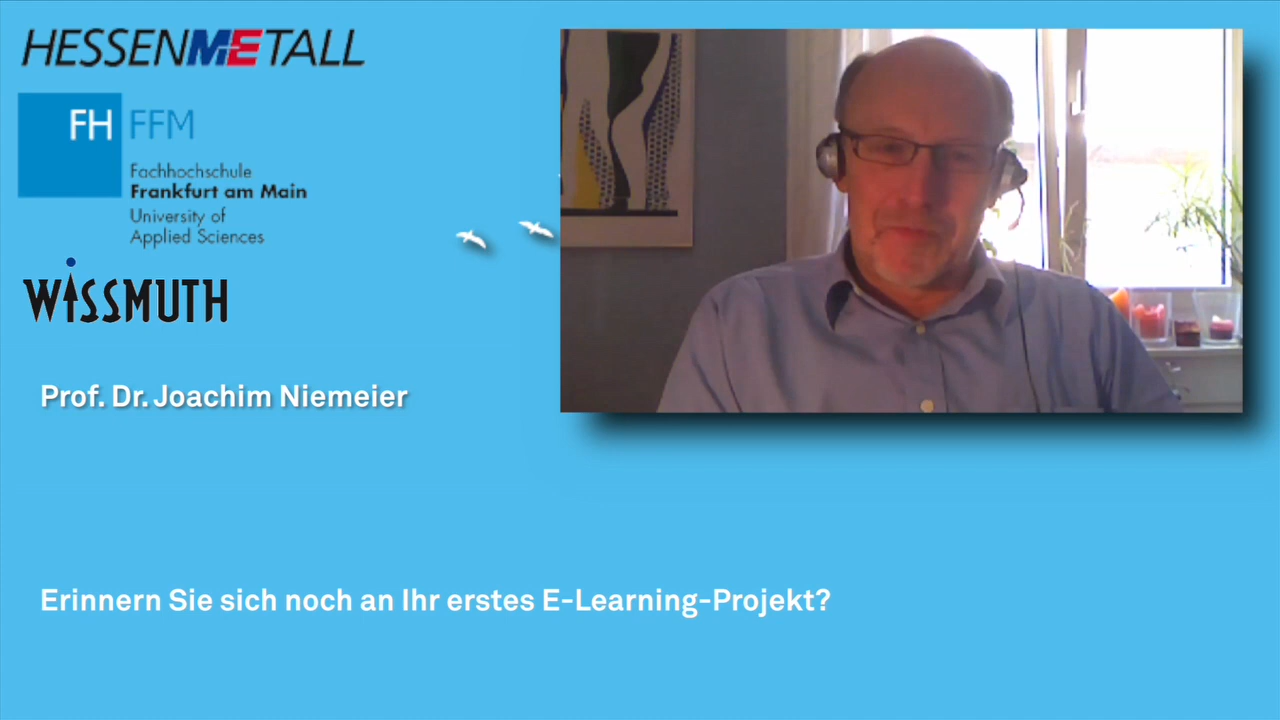 HESSENMETALL
FH FFM
Fachhochschule
Frankfurt am Main
University of
Applied Sciences
WISSMUTH
Prof. Dr. Joachim Niemeier
Erinnern Sie sich noch an Ihr erstes E-Learning-Projekt?